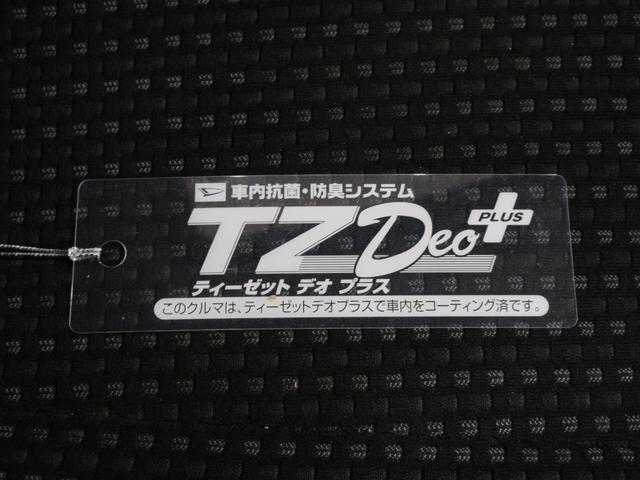 車内抗菌・防臭システム
TZ Deo PLUS
ティーゼット デオ プラス
このクルマは、ティーゼットデオプラスで車内をコーティング済です。